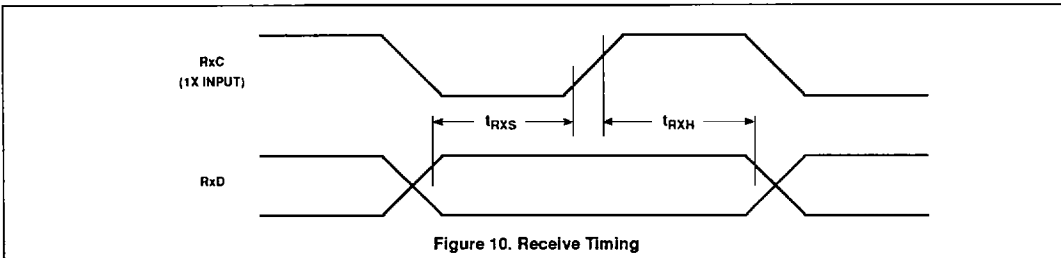 RxC
(1X INPUT)
tRXS
tRXH
RxD
Figure 10. Receive Timing